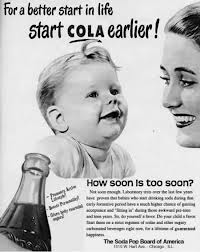 For a better start in life
start COLA earlier!
How soon is too soon?
Not soon enough. Laboratory tests over the last few years
have proven that babies who start drinking soda during that
early formative period have a much higher chance of gaining
acceptance and "fitting in" during those awkward pre-teen
and teen years. So, do yourself a favor. Do your child a favor.
Start them on a strict regimen of sodas and other sugary
carbonated beverages right now, for a lifetime of guaranteed
happiness.
- Promotes Active Lifestyle!
- Boosts Personality!
- Gives body essential sugars!
The Soda Pop Board of America
Chicago, Ill.